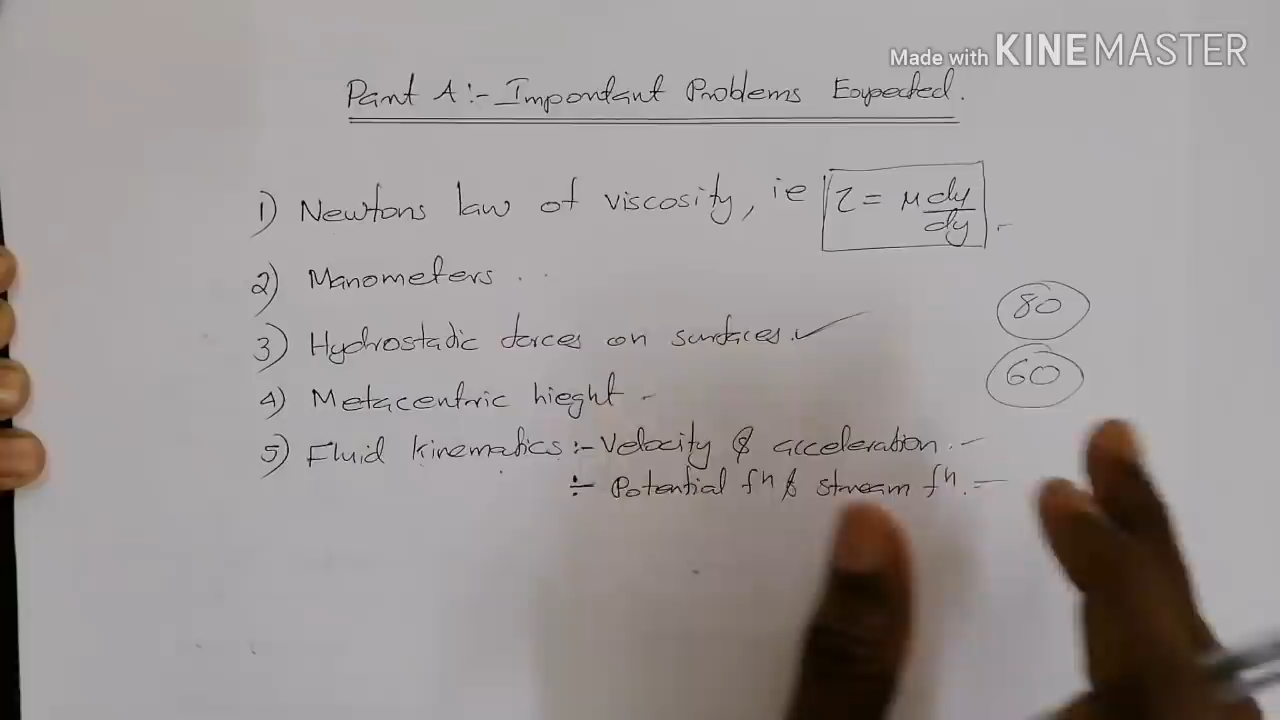 Made with KINEMASTER
Part A:- Important Problems Expected.
1) Newtons law of viscosity, ie τ = μ du/dy
2) Manometers
3) Hydrostatic forces on surfaces. ✓
80
60
4) Metacentric hieght -
5) Fluid kinematics :- Velocity & acceleration. -
:- Potential fⁿ & stream fⁿ. -